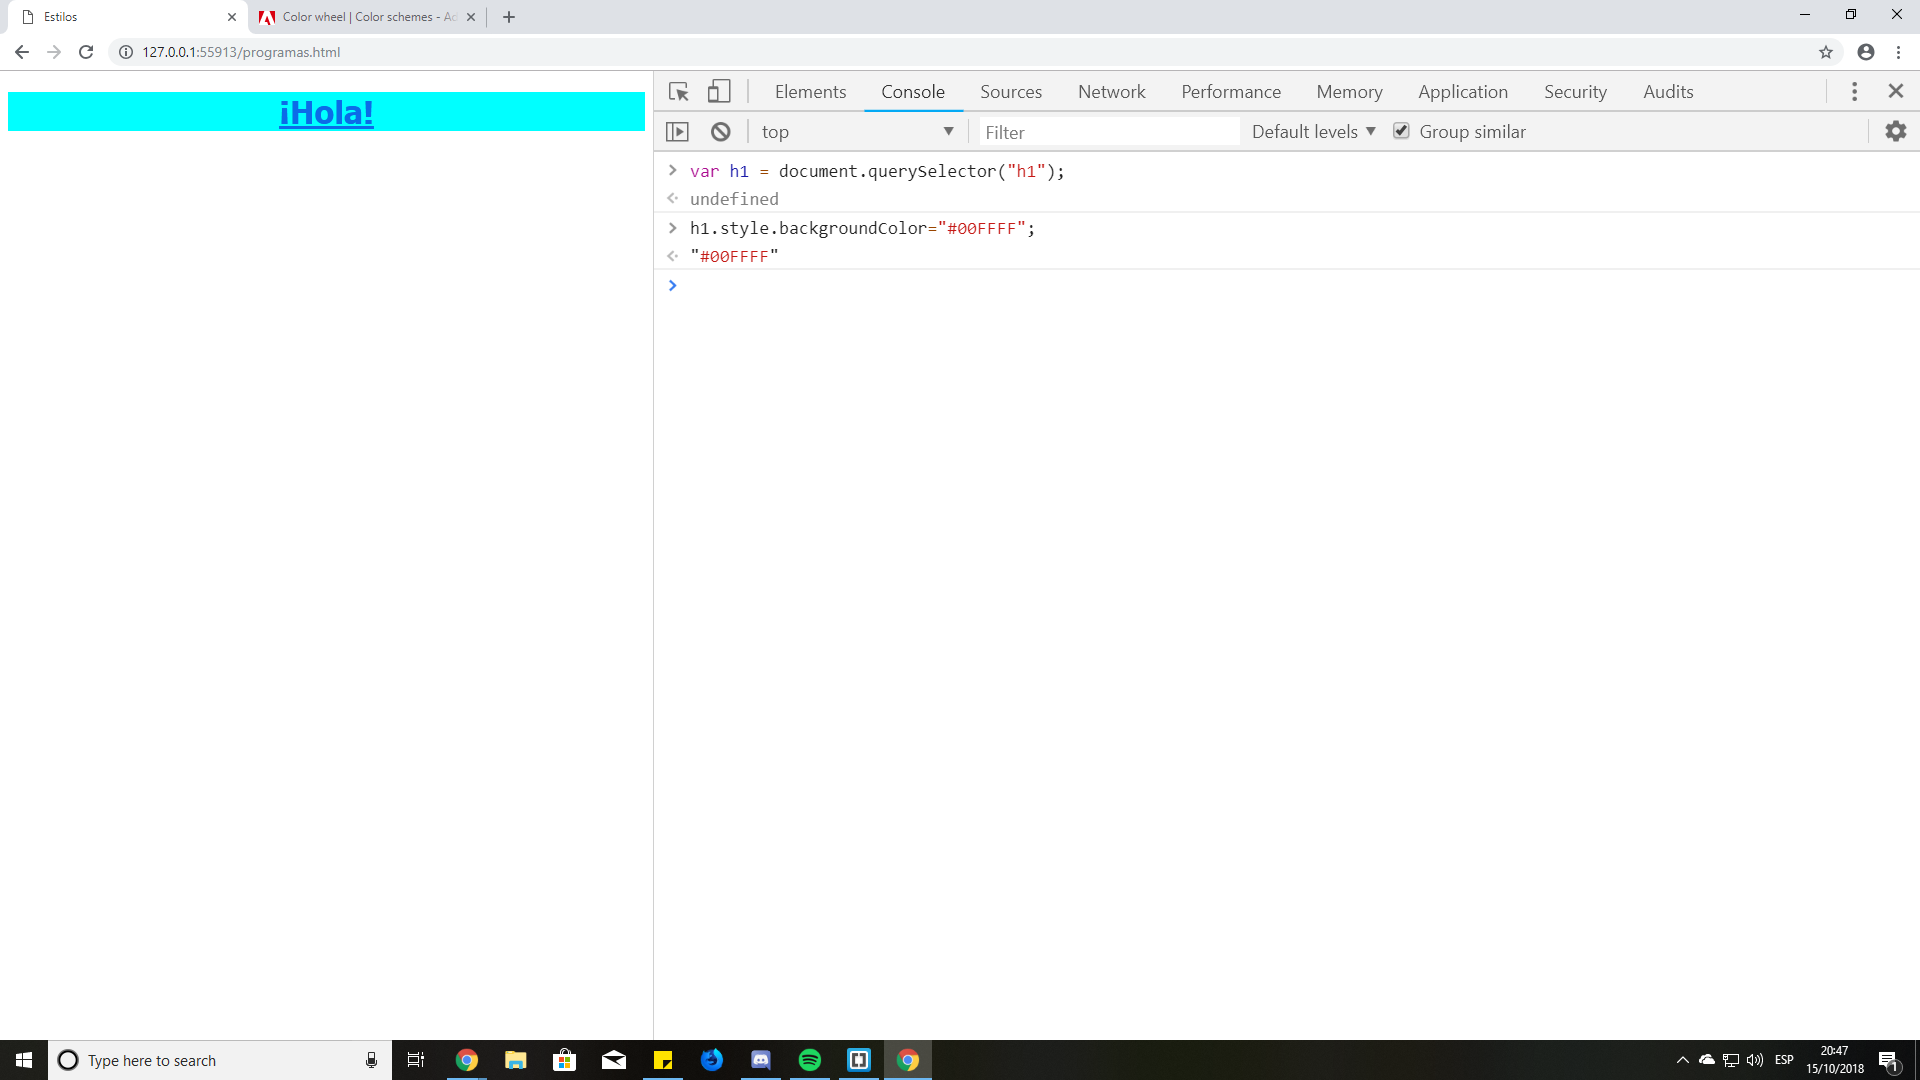 Estilos
Color wheel | Color schemes - Ad
127.0.0.1:55913/programas.html
¡Hola!
Elements Console Sources Network Performance Memory Application Security Audits
top Filter Default levels Group similar
var h1 = document.querySelector("h1");
undefined
h1.style.backgroundColor="#00FFFF";
"#00FFFF"
Type here to search
ESP
20:47
15/10/2018
1